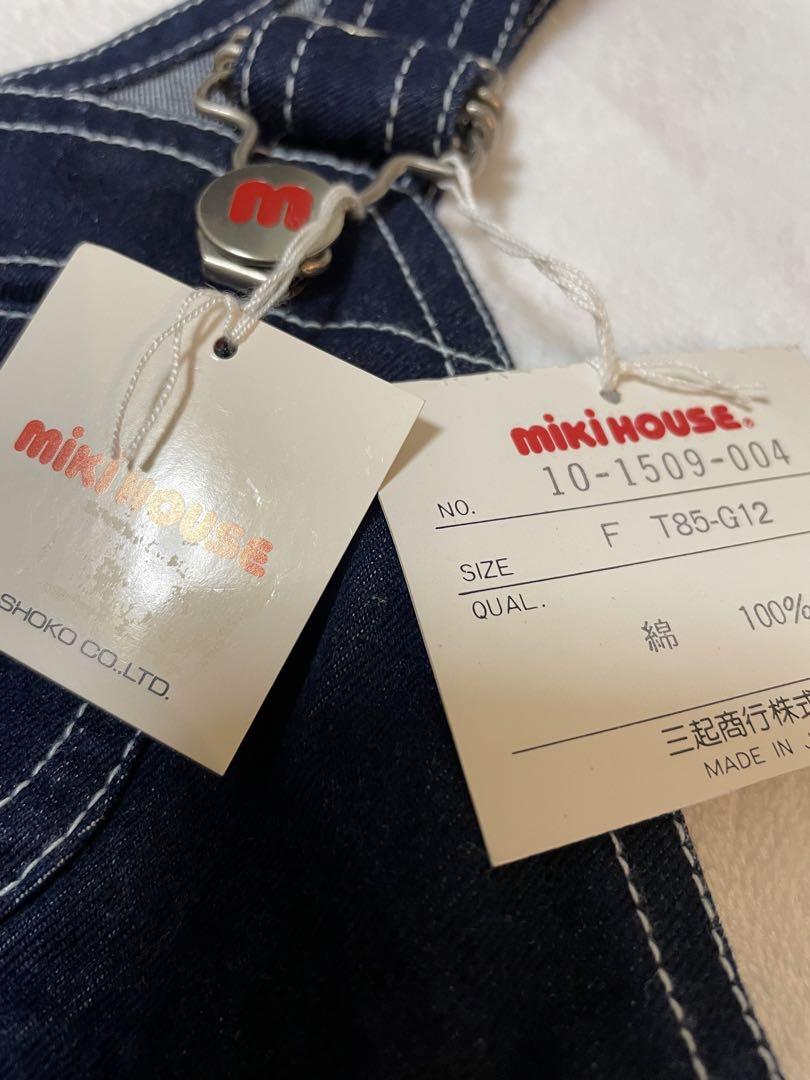 m
miki HOUSE
SHOKO CO.,LTD.
miki HOUSE®
NO. 10-1509-004
SIZE F T85-G12
QUAL.
綿 100%
三起商行株式
MADE IN J